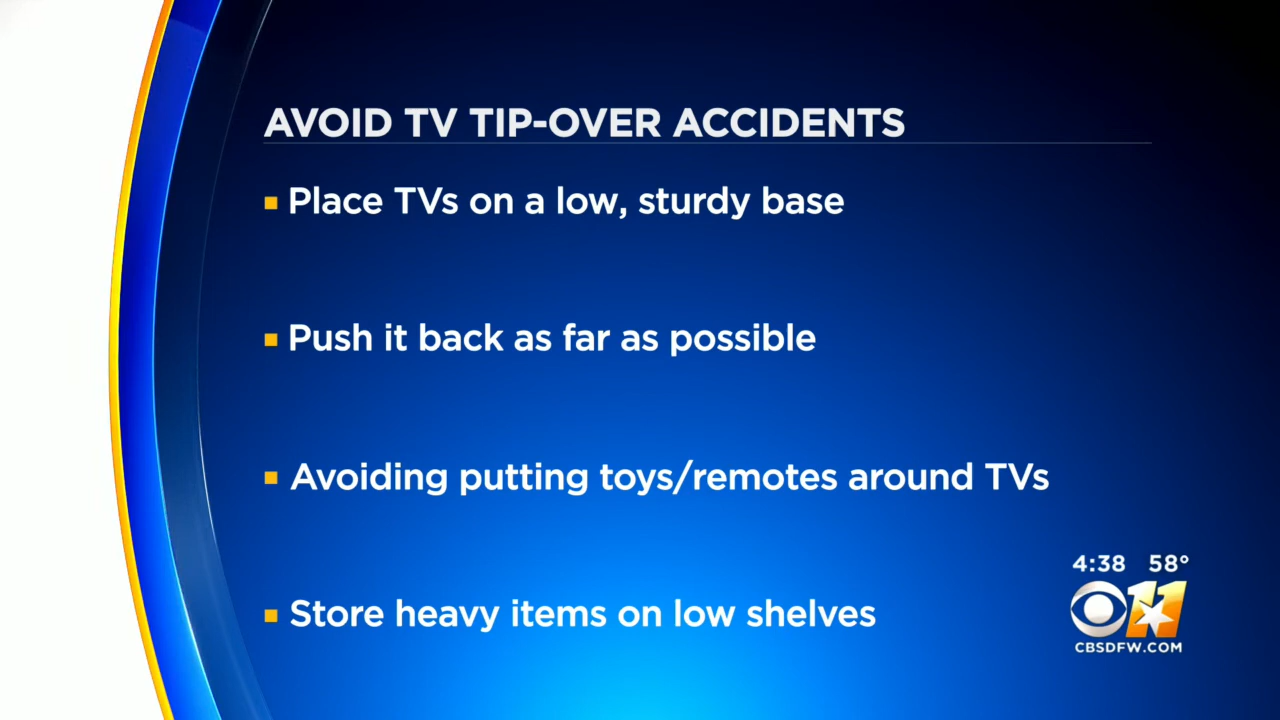 AVOID TV TIP-OVER ACCIDENTS
Place TVs on a low, sturdy base
Push it back as far as possible
Avoiding putting toys/remotes around TVs
Store heavy items on low shelves
4:38 58°
11
CBSDFW.COM